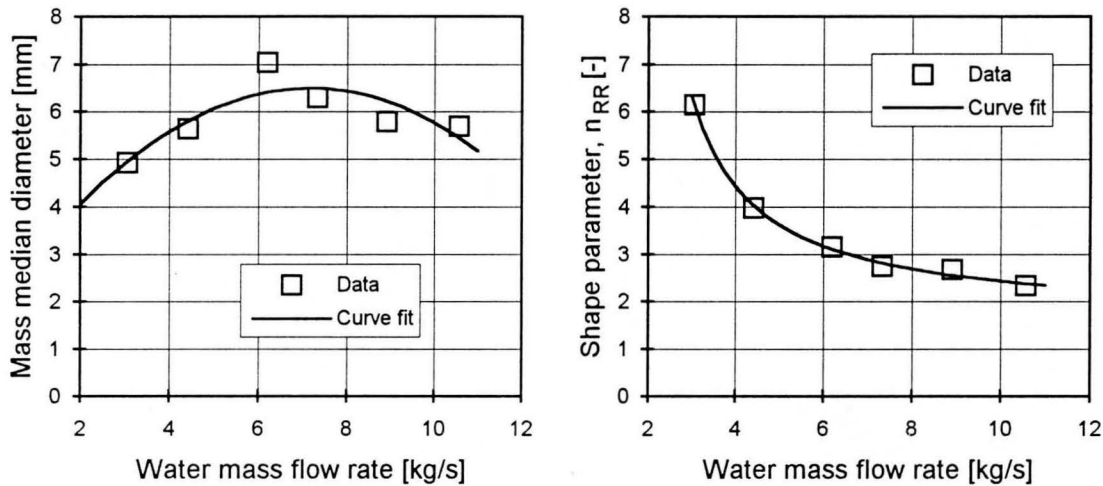 8
7
6
5
4
3
2
1
0
2 4 6 8 10 12
Mass median diameter [mm]
Water mass flow rate [kg/s]
Data
Curve fit
8
7
6
5
4
3
2
1
0
2 4 6 8 10 12
Shape parameter, n RR [-]
Water mass flow rate [kg/s]
Data
Curve fit